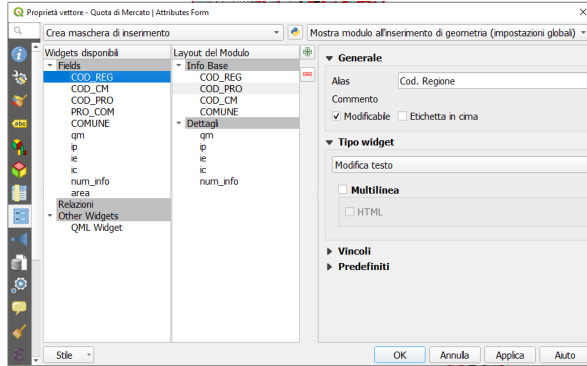 Proprietà vettore - Quota di Mercato | Attributes Form
Crea maschera di inserimento
Mostra modulo all'inserimento di geometria (impostazioni globali)
Widgets disponibili
Fields
COD_REG
COD_CM
COD_PRO
PRO_COM
COMUNE
qm
ip
ie
ic
num_info
area
Relazioni
Other Widgets
QML Widget
Layout del Modulo
Info Base
COD_REG
COD_PRO
COD_CM
COMUNE
Dettagli
qm
ip
ie
ic
num_info
Generale
Alias Cod. Regione
Commento
Modificabile Etichetta in cima
Tipo widget
Modifica testo
Multilinea
HTML
Vincoli
Predefiniti
Stile
OK Annulla Applica Aiuto
abc